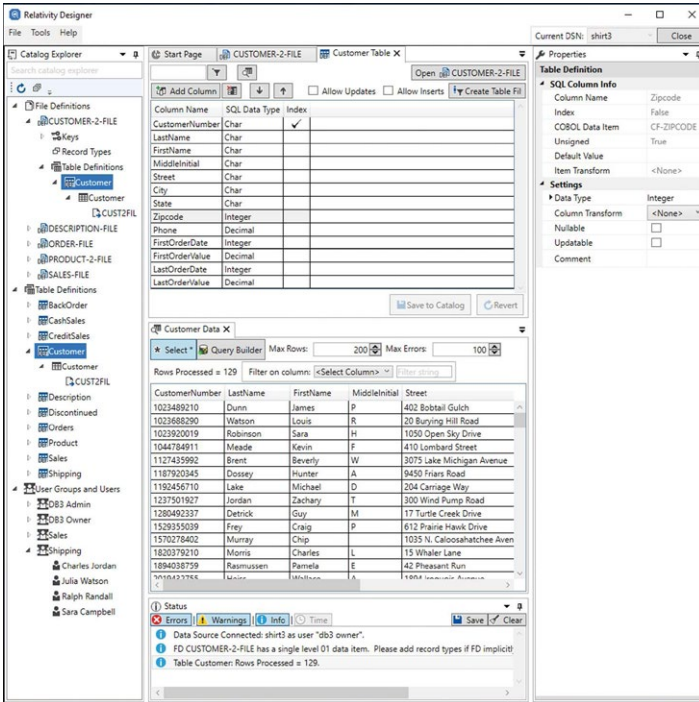 Relativity Designer
File Tools Help
Current DSN: shirt3 Close
Catalog Explorer
Search catalog explorer
File Definitions
CUSTOMER-2-FILE
Keys
Record Types
Table Definitions
Customer
Customer
CUST2FIL
DESCRIPTION-FILE
ORDER-FILE
PRODUCT-2-FILE
SALES-FILE
Table Definitions
BackOrder
CashSales
CreditSales
Customer
Customer
CUST2FIL
Description
Discontinued
Orders
Product
Sales
Shipping
User Groups and Users
DB3 Admin
DB3 Owner
Sales
Shipping
Charles Jordan
Julia Watson
Ralph Randall
Sara Campbell
Start Page CUSTOMER-2-FILE Customer Table X
Open CUSTOMER-2-FILE
Add Column Allow Updates Allow Inserts Create Table Fil
Column Name SQL Data Type Index
CustomerNumber Char ✓
LastName Char
FirstName Char
MiddleInitial Char
Street Char
City Char
State Char
Zipcode Integer
Phone Decimal
FirstOrderDate Integer
FirstOrderValue Decimal
LastOrderDate Integer
LastOrderValue Decimal
Save to Catalog Revert
Customer Data X
* Select * Query Builder Max Rows: 200 Max Errors: 100
Rows Processed = 129 Filter on column: <Select Column> Filter string
CustomerNumber LastName FirstName MiddleInitial Street
1023489210 Dunn James P 402 Bobtail Gulch
1023688290 Watson Louis R 20 Burying Hill Road
1023920019 Robinson Sara H 1050 Open Sky Drive
1044784911 Meade Kevin F 410 Lombard Street
1127435992 Brent Beverly W 3075 Lake Michigan Avenue
1187920345 Dossey Hunter A 9450 Friars Road
1192456710 Lake Michael D 204 Carriage Way
1237501927 Jordan Zachary T 300 Wind Pump Road
1280492337 Detrick Guy M 17 Turtle Creek Drive
1529355039 Frey Craig P 612 Prairie Hawk Drive
1570278402 Murray Chip 1035 N. Caloosahatchee Aven
1820379210 Morris Charles L 15 Whaler Lane
1894038759 Rasmussen Pamela E 42 Pheasant Run
Status
Errors Warnings Info Time Save Clear
Data Source Connected: shirt3 as user "db3 owner".
FD CUSTOMER-2-FILE has a single level 01 data item. Please add record types if FD implicitly
Table Customer: Rows Processed = 129.
Properties
Table Definition
SQL Column Info
Column Name Zipcode
Index False
COBOL Data Item CF-ZIPCODE
Unsigned True
Default Value
Item Transform <None>
Settings
Data Type Integer
Column Transform <None>
Nullable
Updatable
Comment